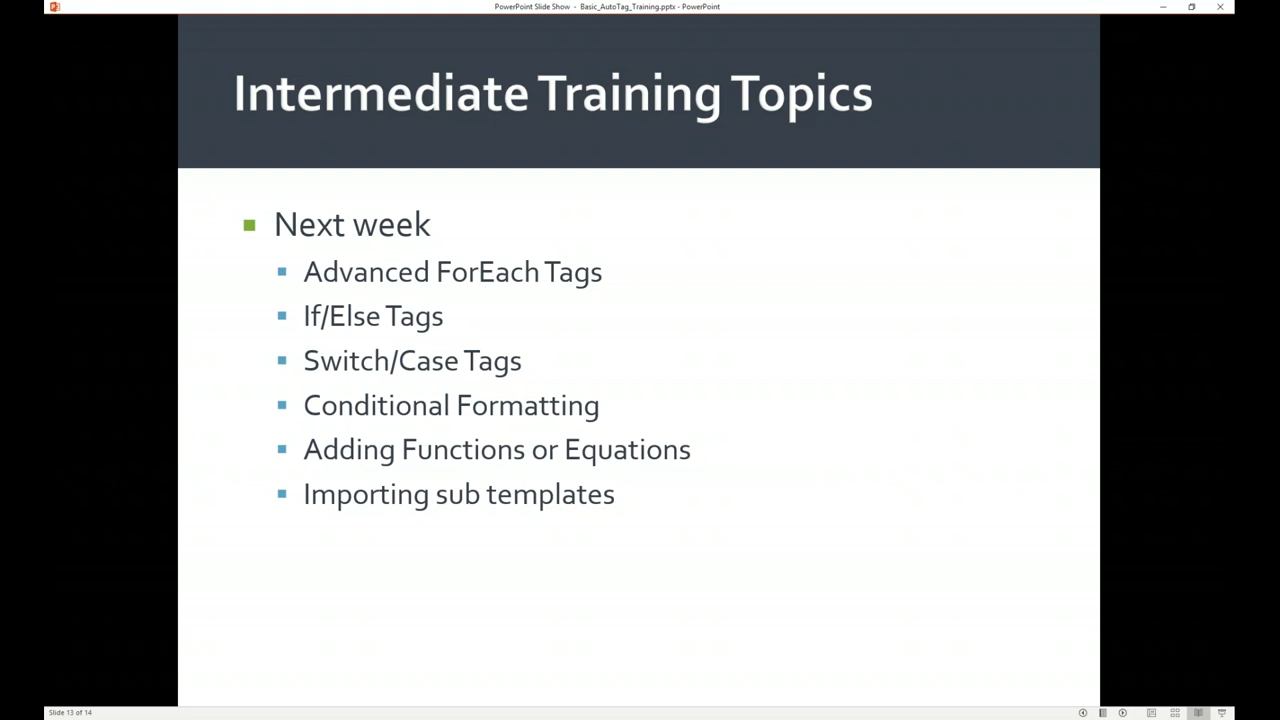 PowerPoint Slide Show - Basic_AutoTag_Training.pptx - PowerPoint
Intermediate Training Topics
Next week
Advanced ForEach Tags
If/Else Tags
Switch/Case Tags
Conditional Formatting
Adding Functions or Equations
Importing sub templates
Slide 13 of 14